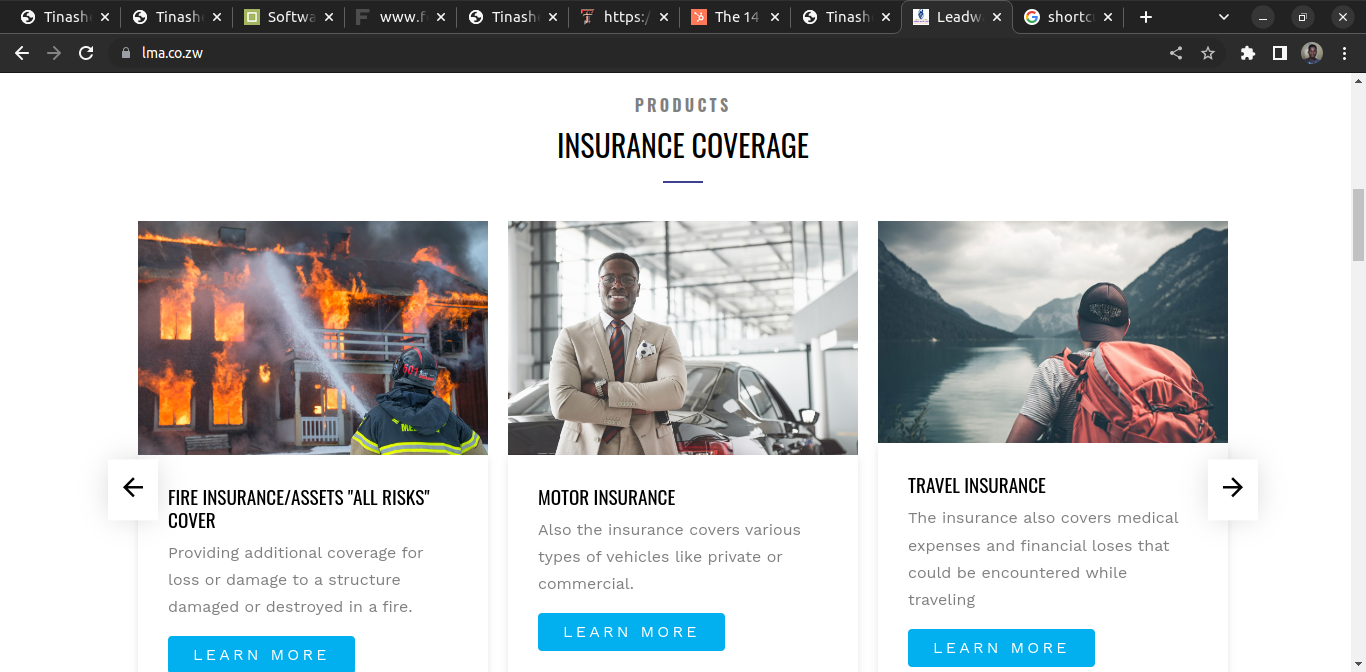 Tinash
Tinash
Softwa
www.f
Tinash
https:/
The 14
Tinash
Leadw
shortc
lma.co.zw
PRODUCTS
INSURANCE COVERAGE
FIRE INSURANCE/ASSETS "ALL RISKS"
COVER
Providing additional coverage for
loss or damage to a structure
damaged or destroyed in a fire.
LEARN MORE
MOTOR INSURANCE
Also the insurance covers various
types of vehicles like private or
commercial.
LEARN MORE
TRAVEL INSURANCE
The insurance also covers medical
expenses and financial loses that
could be encountered while
traveling
LEARN MORE